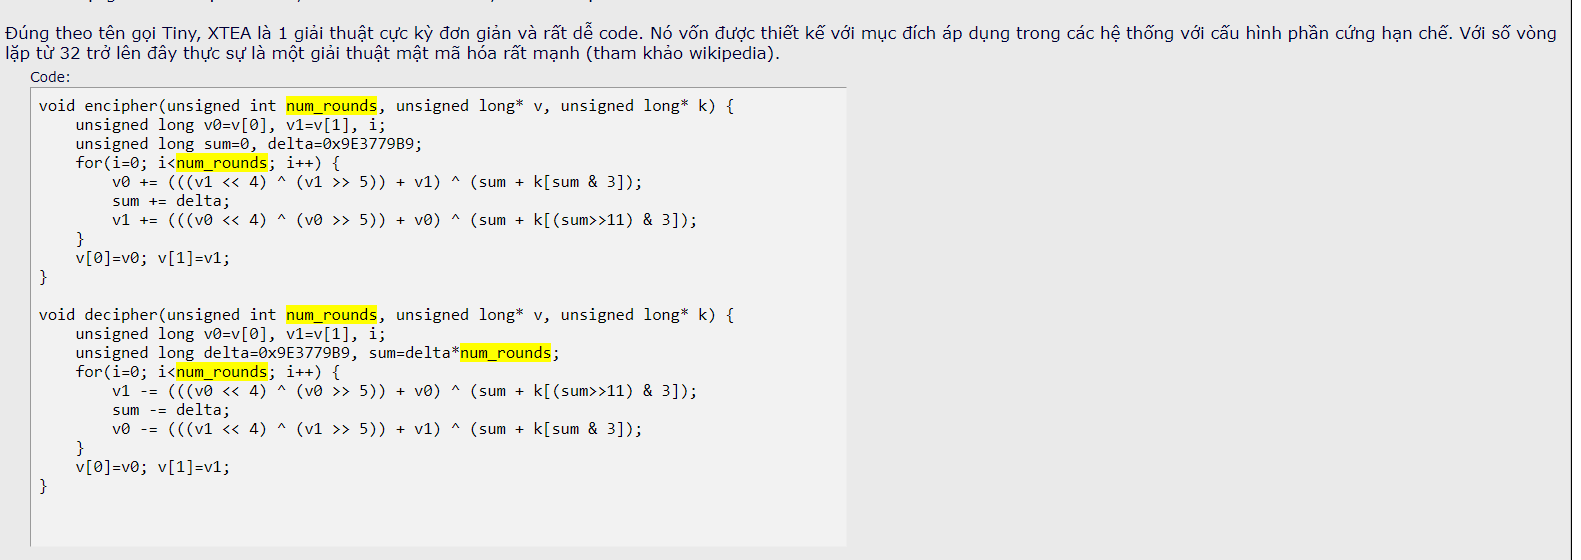 Đúng theo tên gọi Tiny, XTEA là 1 giải thuật cực kỳ đơn giản và rất dễ code. Nó vốn được thiết kế với mục đích áp dụng trong các hệ thống với cấu hình phần cứng hạn chế. Với số vòng
lặp từ 32 trở lên đây thực sự là một giải thuật mật mã hóa rất mạnh (tham khảo wikipedia).
Code:
void encipher(unsigned int num_rounds, unsigned long* v, unsigned long* k) {
    unsigned long v0=v[0], v1=v[1], i;
    unsigned long sum=0, delta=0x9E3779B9;
    for(i=0; i<num_rounds; i++) {
        v0 += (((v1 << 4) ^ (v1 >> 5)) + v1) ^ (sum + k[sum & 3]);
        sum += delta;
        v1 += (((v0 << 4) ^ (v0 >> 5)) + v0) ^ (sum + k[(sum>>11) & 3]);
    }
    v[0]=v0; v[1]=v1;
}
void decipher(unsigned int num_rounds, unsigned long* v, unsigned long* k) {
    unsigned long v0=v[0], v1=v[1], i;
    unsigned long delta=0x9E3779B9, sum=delta*num_rounds;
    for(i=0; i<num_rounds; i++) {
        v1 -= (((v0 << 4) ^ (v0 >> 5)) + v0) ^ (sum + k[(sum>>11) & 3]);
        sum -= delta;
        v0 -= (((v1 << 4) ^ (v1 >> 5)) + v1) ^ (sum + k[sum & 3]);
    }
    v[0]=v0; v[1]=v1;
}